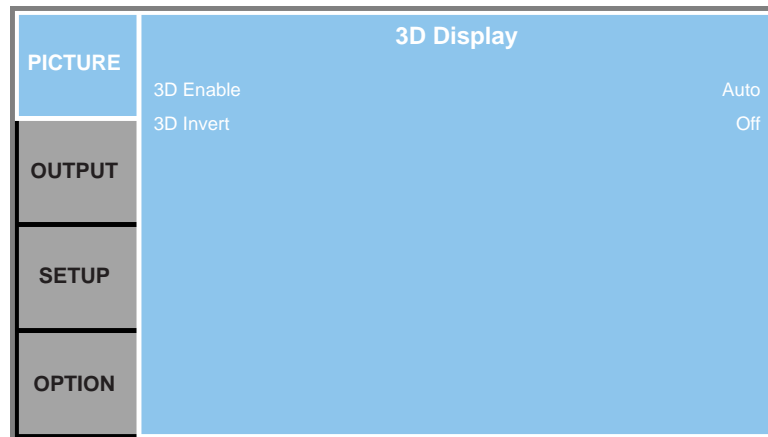 PICTURE
OUTPUT
SETUP
OPTION
3D Display
3D Enable Auto
3D Invert Off